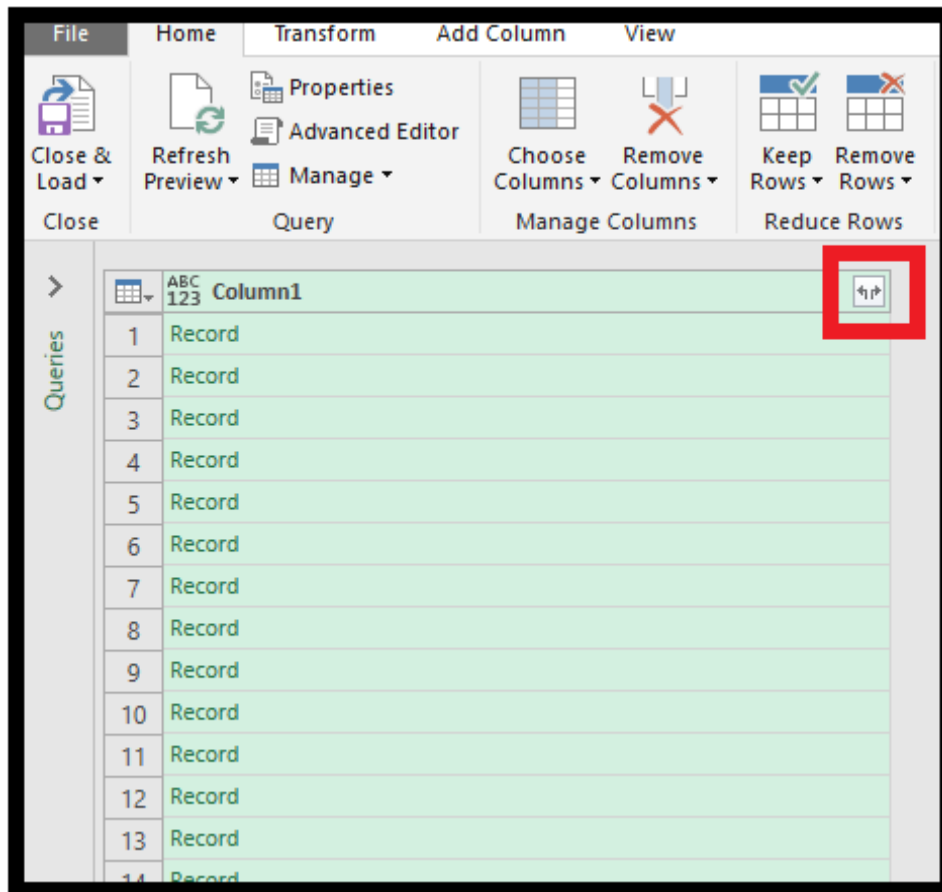 File Home Transform Add Column View
Properties
Advanced Editor
Manage
Close & Load
Refresh Preview
Choose Columns
Remove Columns
Keep Rows
Remove Rows
Close Query Manage Columns Reduce Rows
Queries
ABC 123 Column1
1 Record
2 Record
3 Record
4 Record
5 Record
6 Record
7 Record
8 Record
9 Record
10 Record
11 Record
12 Record
13 Record
14 Record